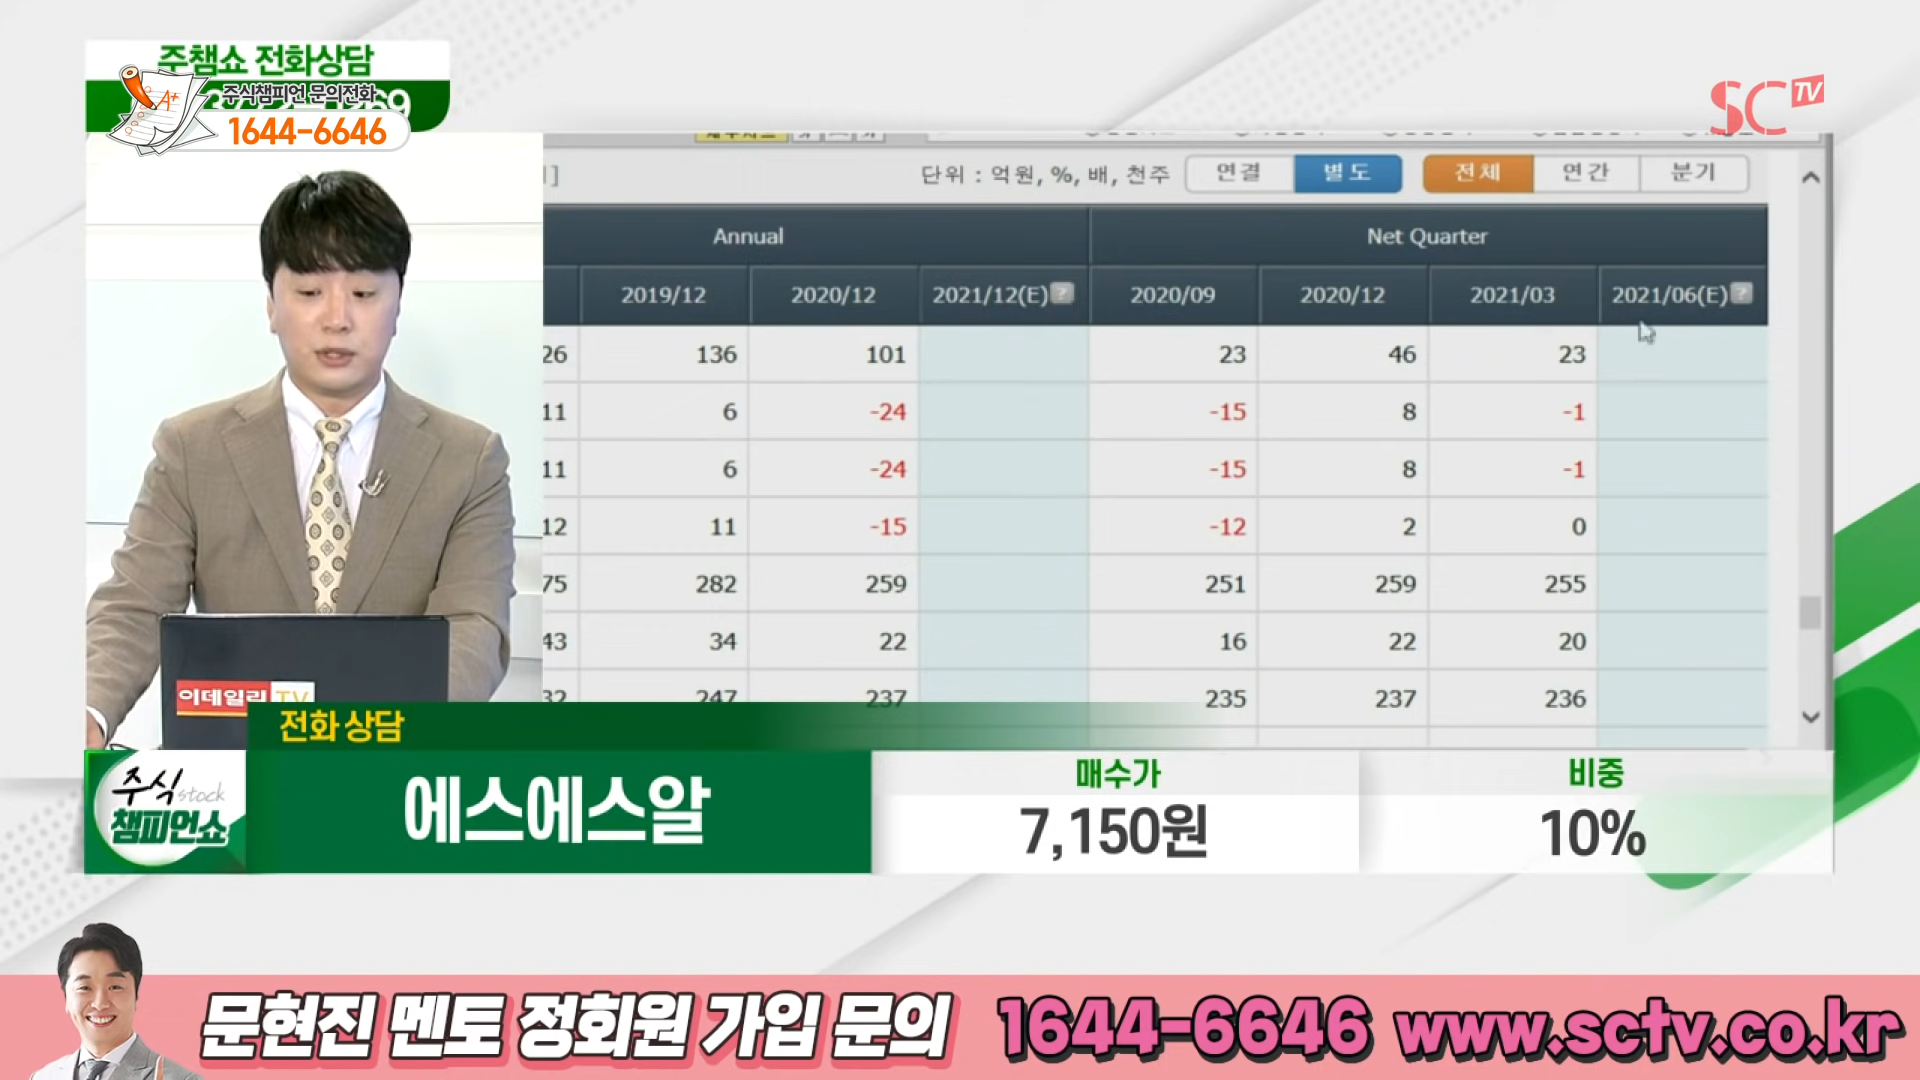 주챔쇼 전화상담
주식챔피언 문의전화
1644-6646
A+
SC TV
단위 : 억원, %, 배, 천주
연결
별도
전체
연간
분기
Annual
Net Quarter
2019/12
2020/12
2021/12(E)
2020/09
2020/12
2021/03
2021/06(E)
26 136 101 23 46 23
11 6 -24 -15 8 -1
11 6 -24 -15 8 -1
12 11 -15 -12 2 0
75 282 259 251 259 255
43 34 22 16 22 20
32 247 237 235 237 236
이데일리 TV
전화 상담
주식 stock
챔피언쇼
에스에스알
매수가
7,150원
비중
10%
문현진 멘토 정회원 가입 문의 1644-6646 www.sctv.co.kr